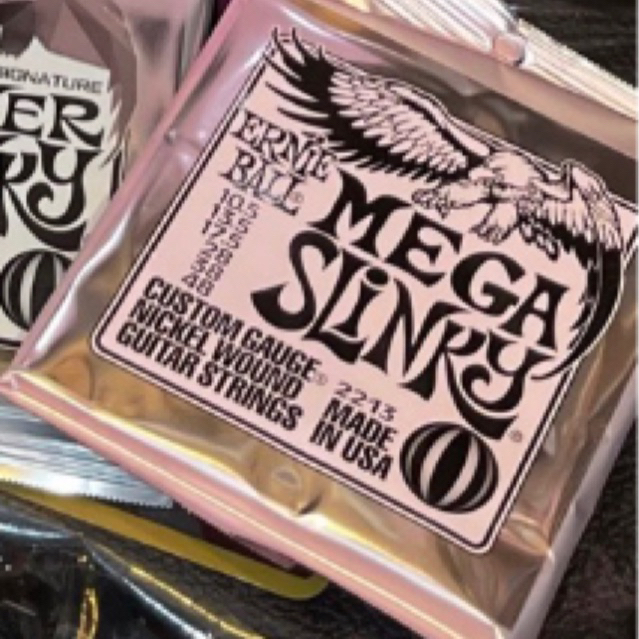 SIGNATURE
ERNIE
BALL®
MEGA
SLINKY®
10.5
13.5
17.5
28
38
48
CUSTOM GAUGE®
NICKEL WOUND
GUITAR STRINGS
2213
MADE
IN USA